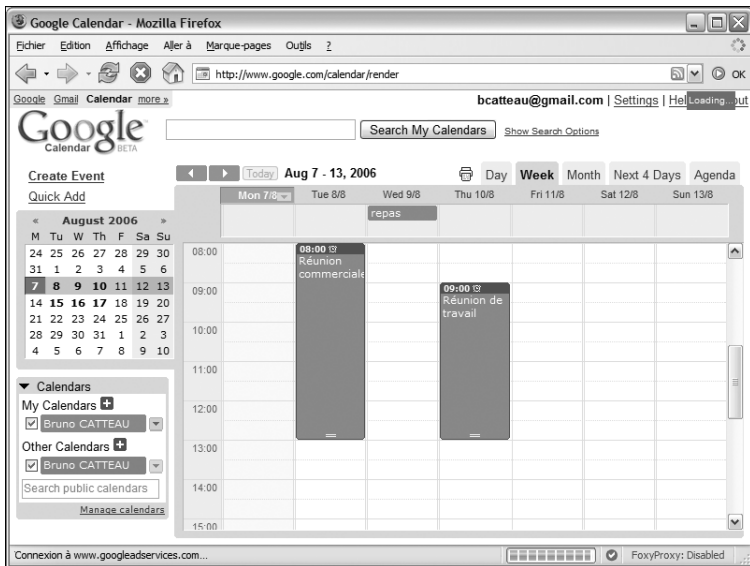 Google Calendar - Mozilla Firefox
Fichier Edition Affichage Aller à Marque-pages Outils ?
http://www.google.com/calendar/render OK
Google Gmail Calendar more » bcatteau@gmail.com | Settings | Hel Loading... out
Google Calendar BETA
Search My Calendars Show Search Options
Create Event
Quick Add
Today Aug 7 - 13, 2006 Day Week Month Next 4 Days Agenda
Mon 7/8 Tue 8/8 Wed 9/8 Thu 10/8 Fri 11/8 Sat 12/8 Sun 13/8
repas
« August 2006 »
M Tu W Th F Sa Su
24 25 26 27 28 29 30
31 1 2 3 4 5 6
7 8 9 10 11 12 13
14 15 16 17 18 19 20
21 22 23 24 25 26 27
28 29 30 31 1 2 3
4 5 6 7 8 9 10
Calendars
My Calendars
Bruno CATTEAU
Other Calendars
Bruno CATTEAU
Search public calendars
Manage calendars
08:00
09:00
10:00
11:00
12:00
13:00
14:00
15:00
08:00
Réunion
commerciale
09:00
Réunion de
travail
Connexion à www.googleadservices.com... FoxyProxy: Disabled